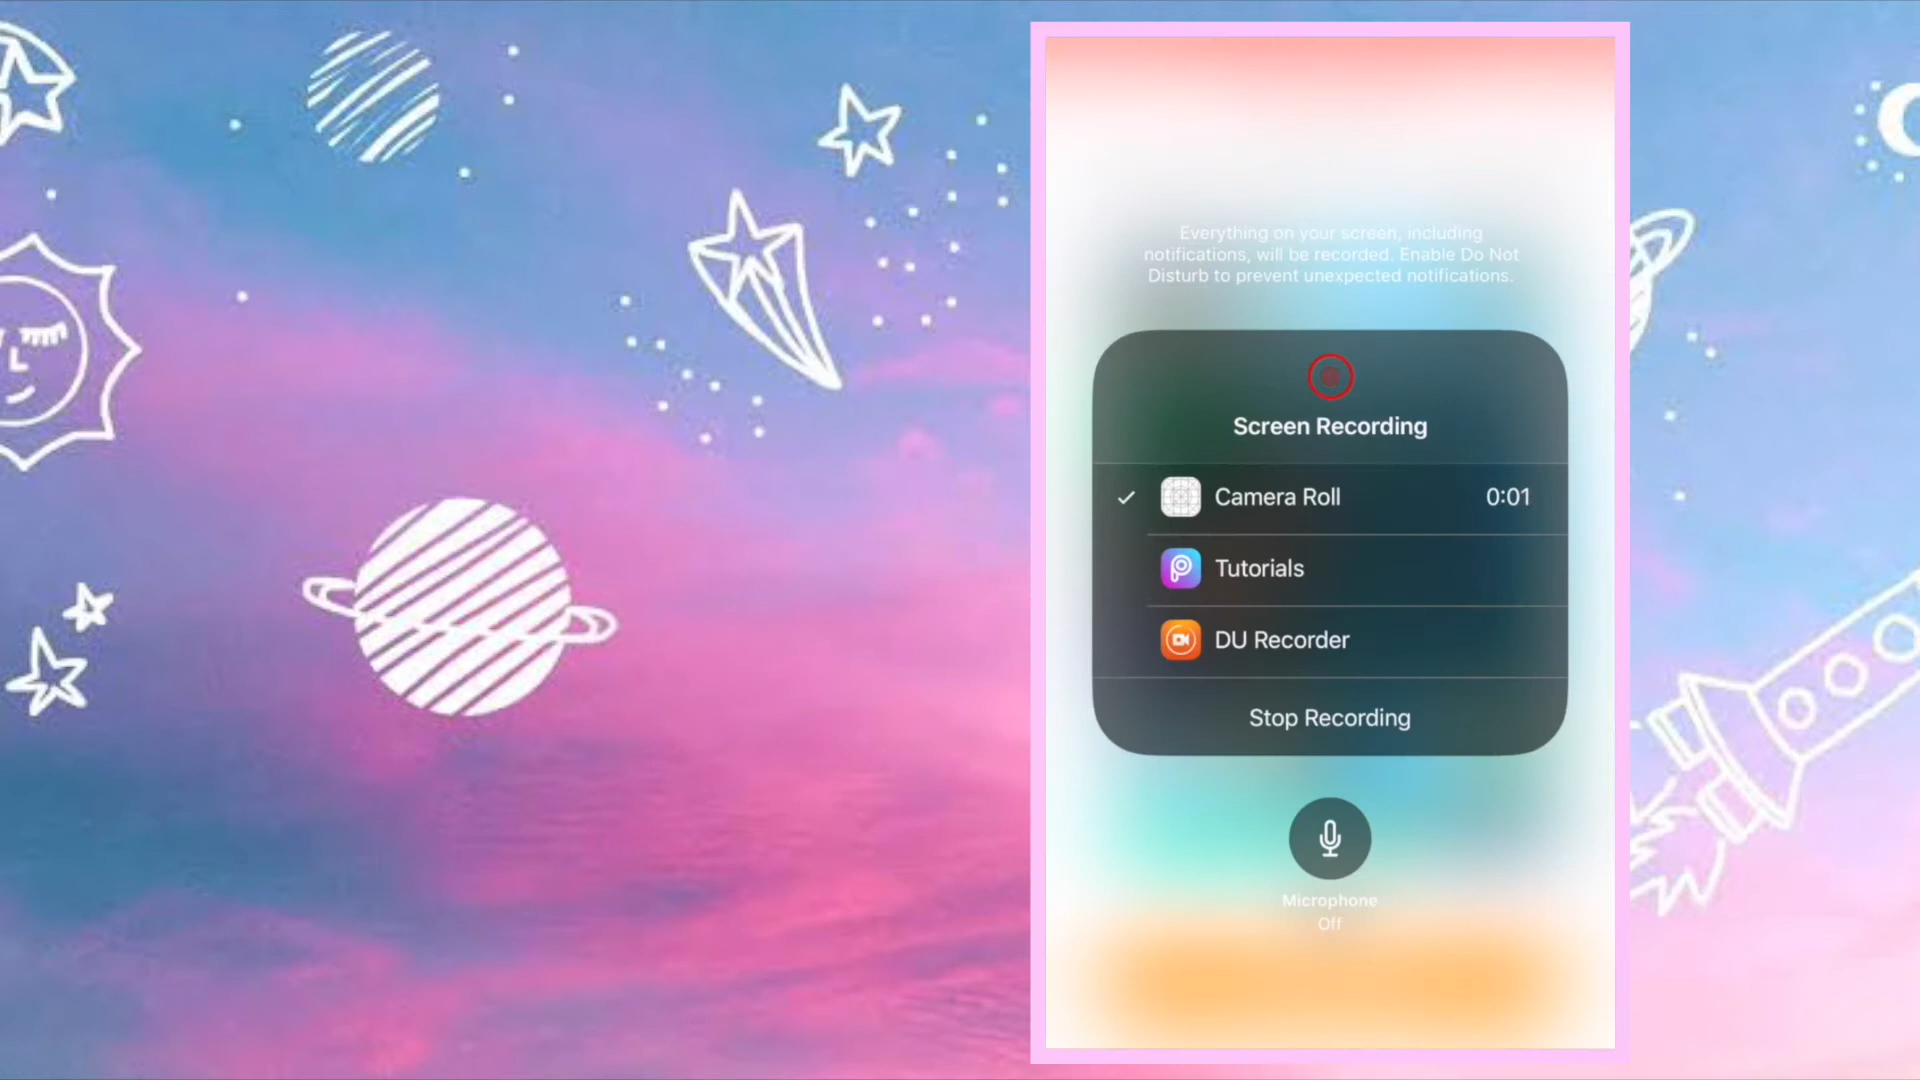 Everything on your screen, including
notifications, will be recorded. Enable Do Not
Disturb to prevent unexpected notifications.
Screen Recording
Camera Roll 0:01
Tutorials
DU Recorder
Stop Recording
Microphone
Off